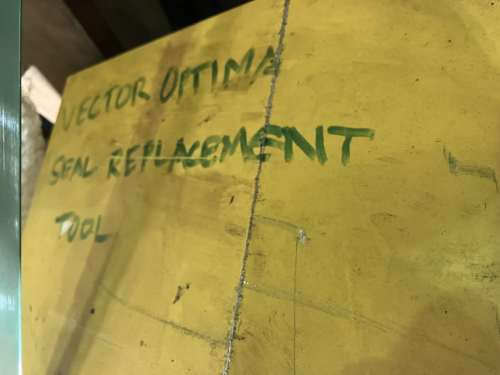 VECTOR OPTIMA
SEAL REPLACEMENT
TOOL